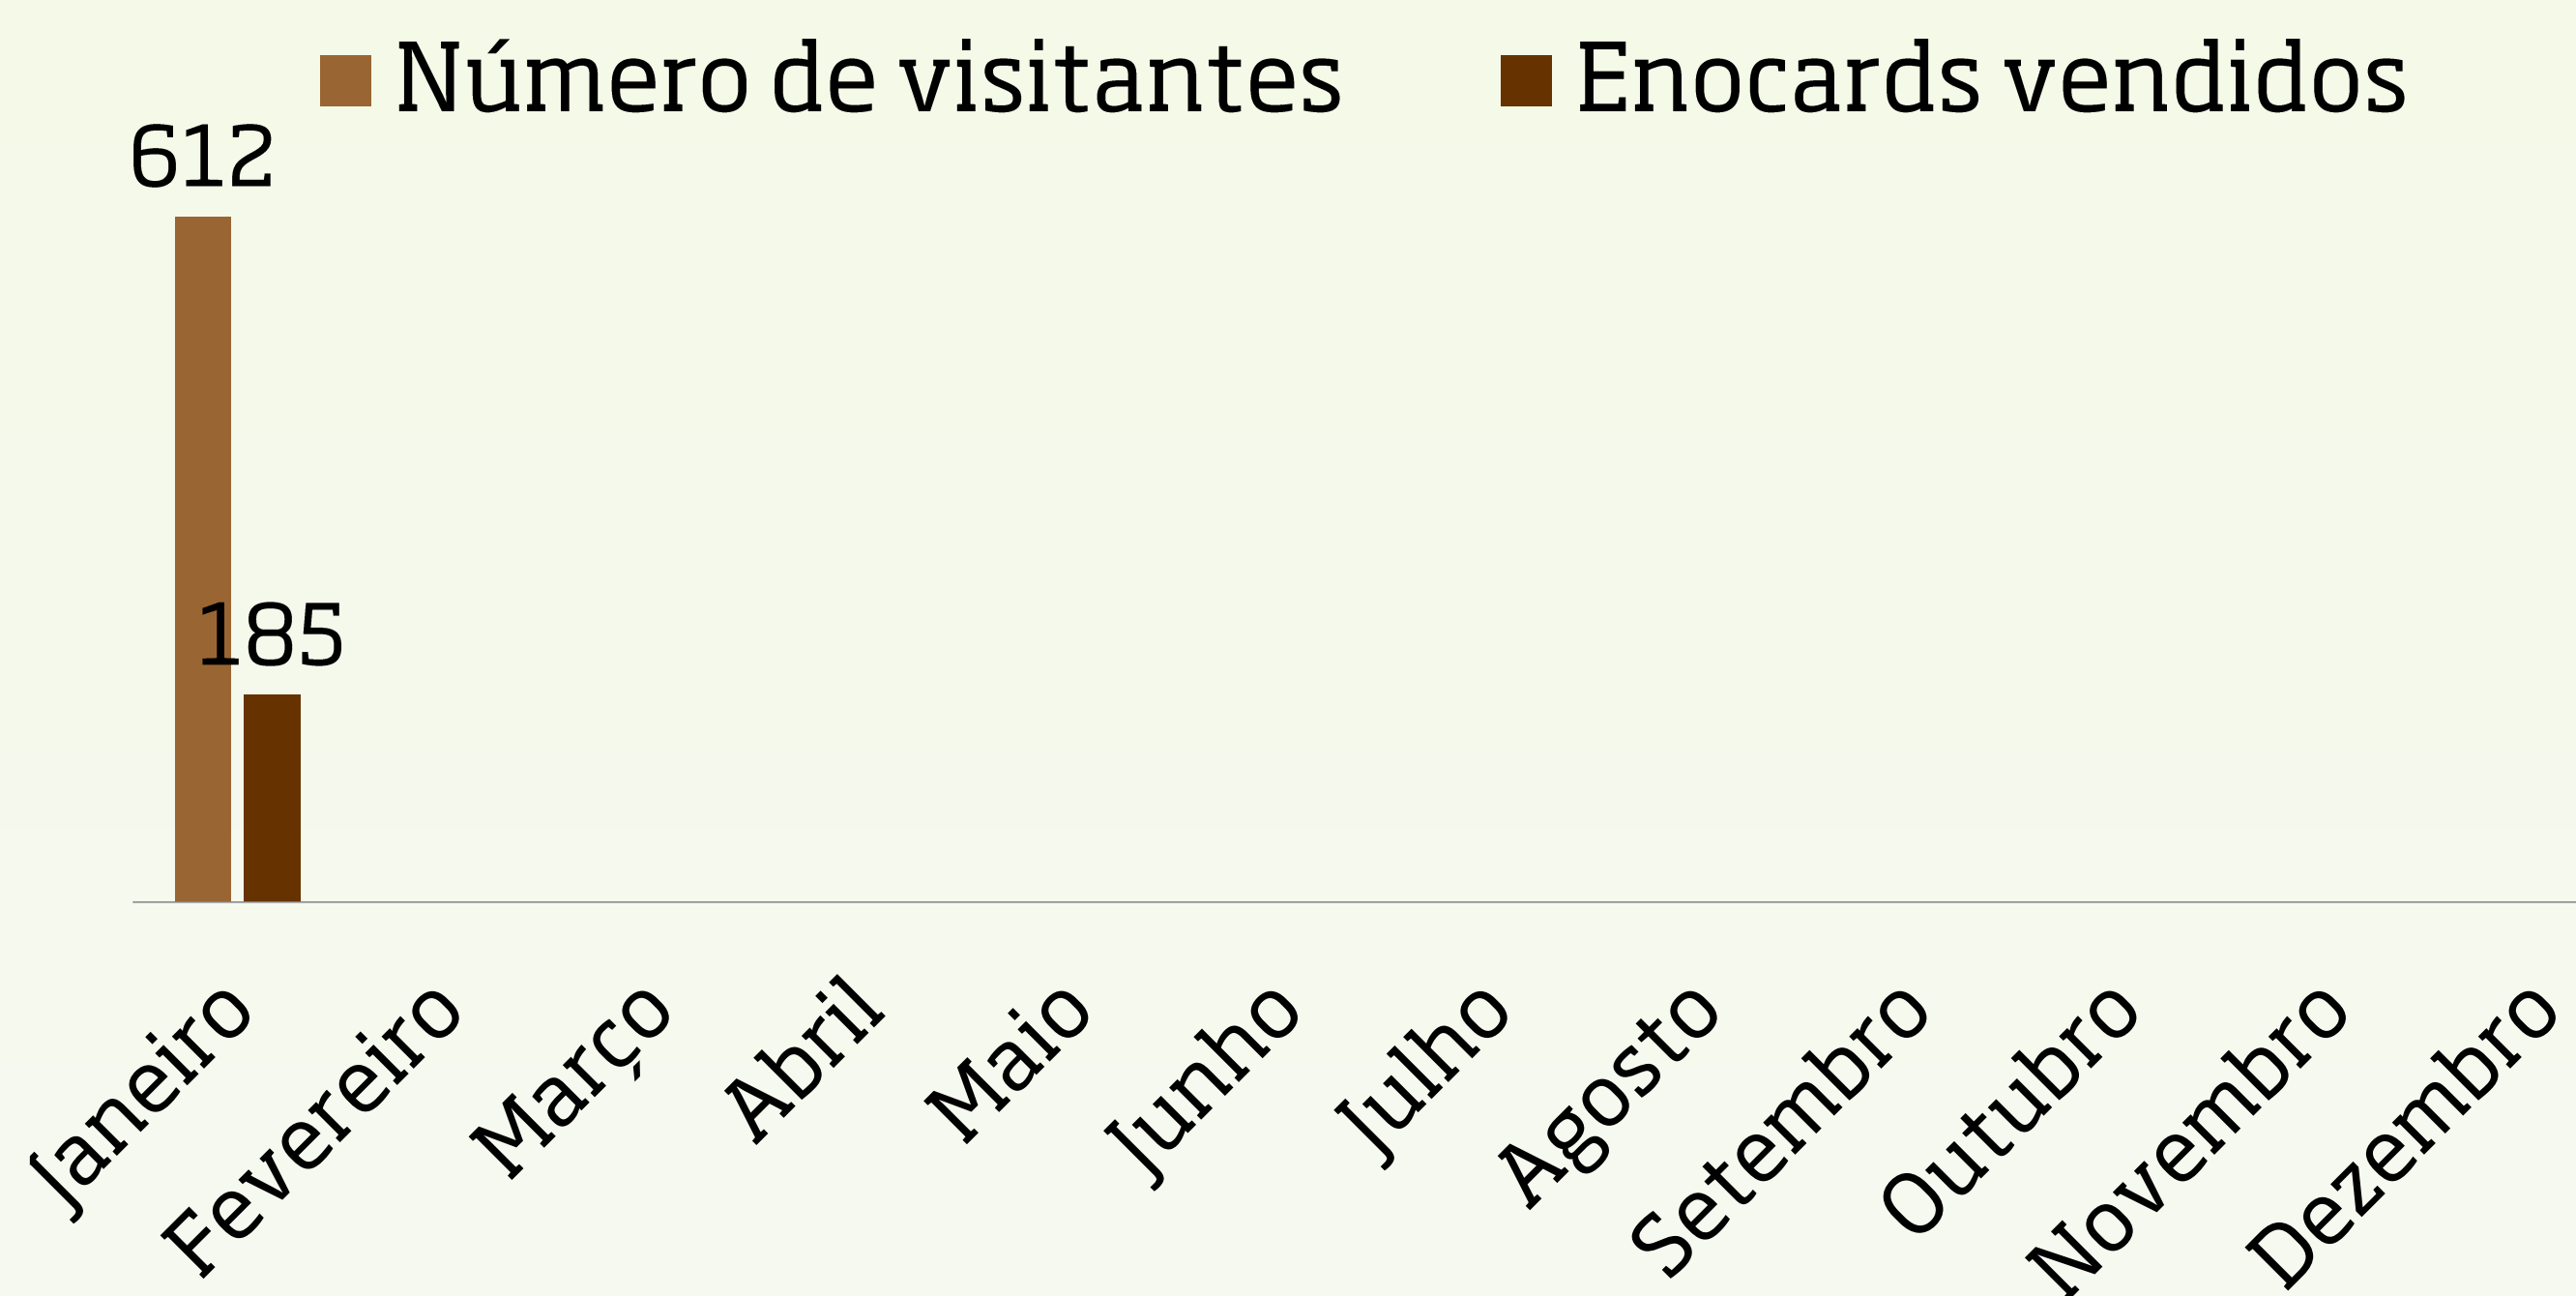 Número de visitantes
Enocards vendidos
612
185
Janeiro
Fevereiro
Março
Abril
Maio
Junho
Julho
Agosto
Setembro
Outubro
Novembro
Dezembro